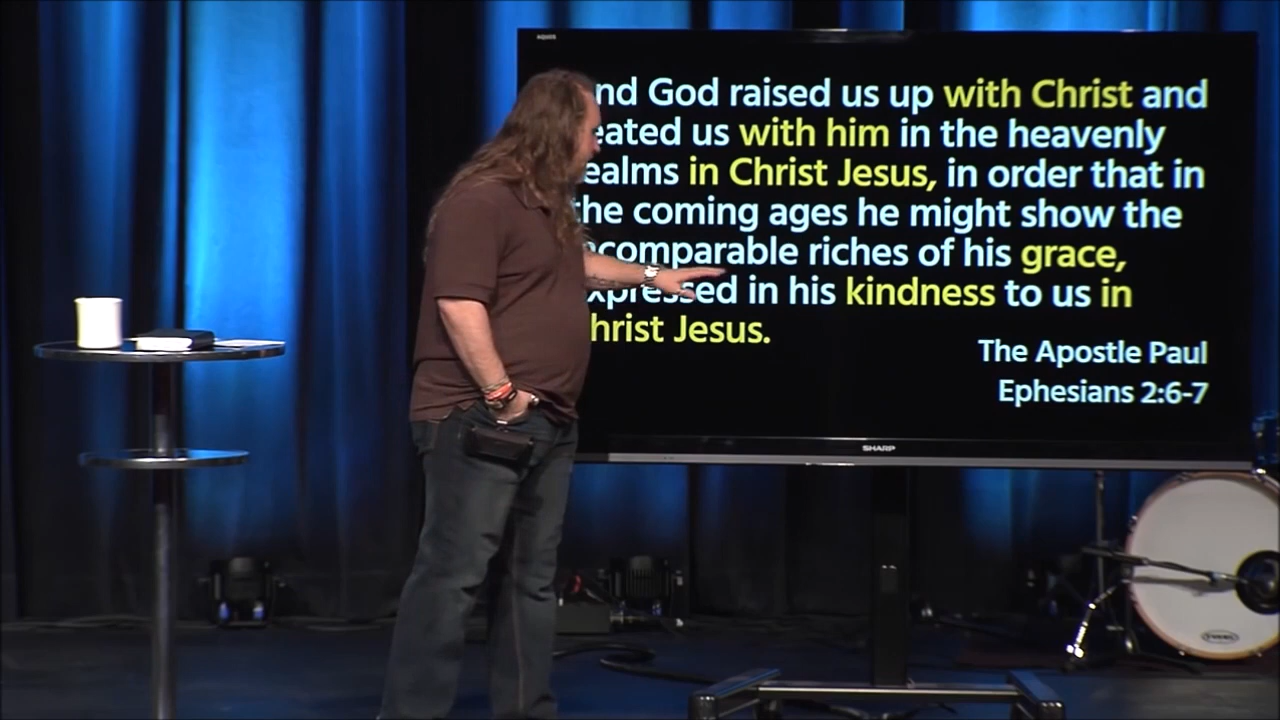 nd God raised us up with Christ and
eated us with him in the heavenly
ealms in Christ Jesus, in order that in
the coming ages he might show the
ncomparable riches of his grace,
xpressed in his kindness to us in
hrist Jesus.
The Apostle Paul
Ephesians 2:6-7
SHARP